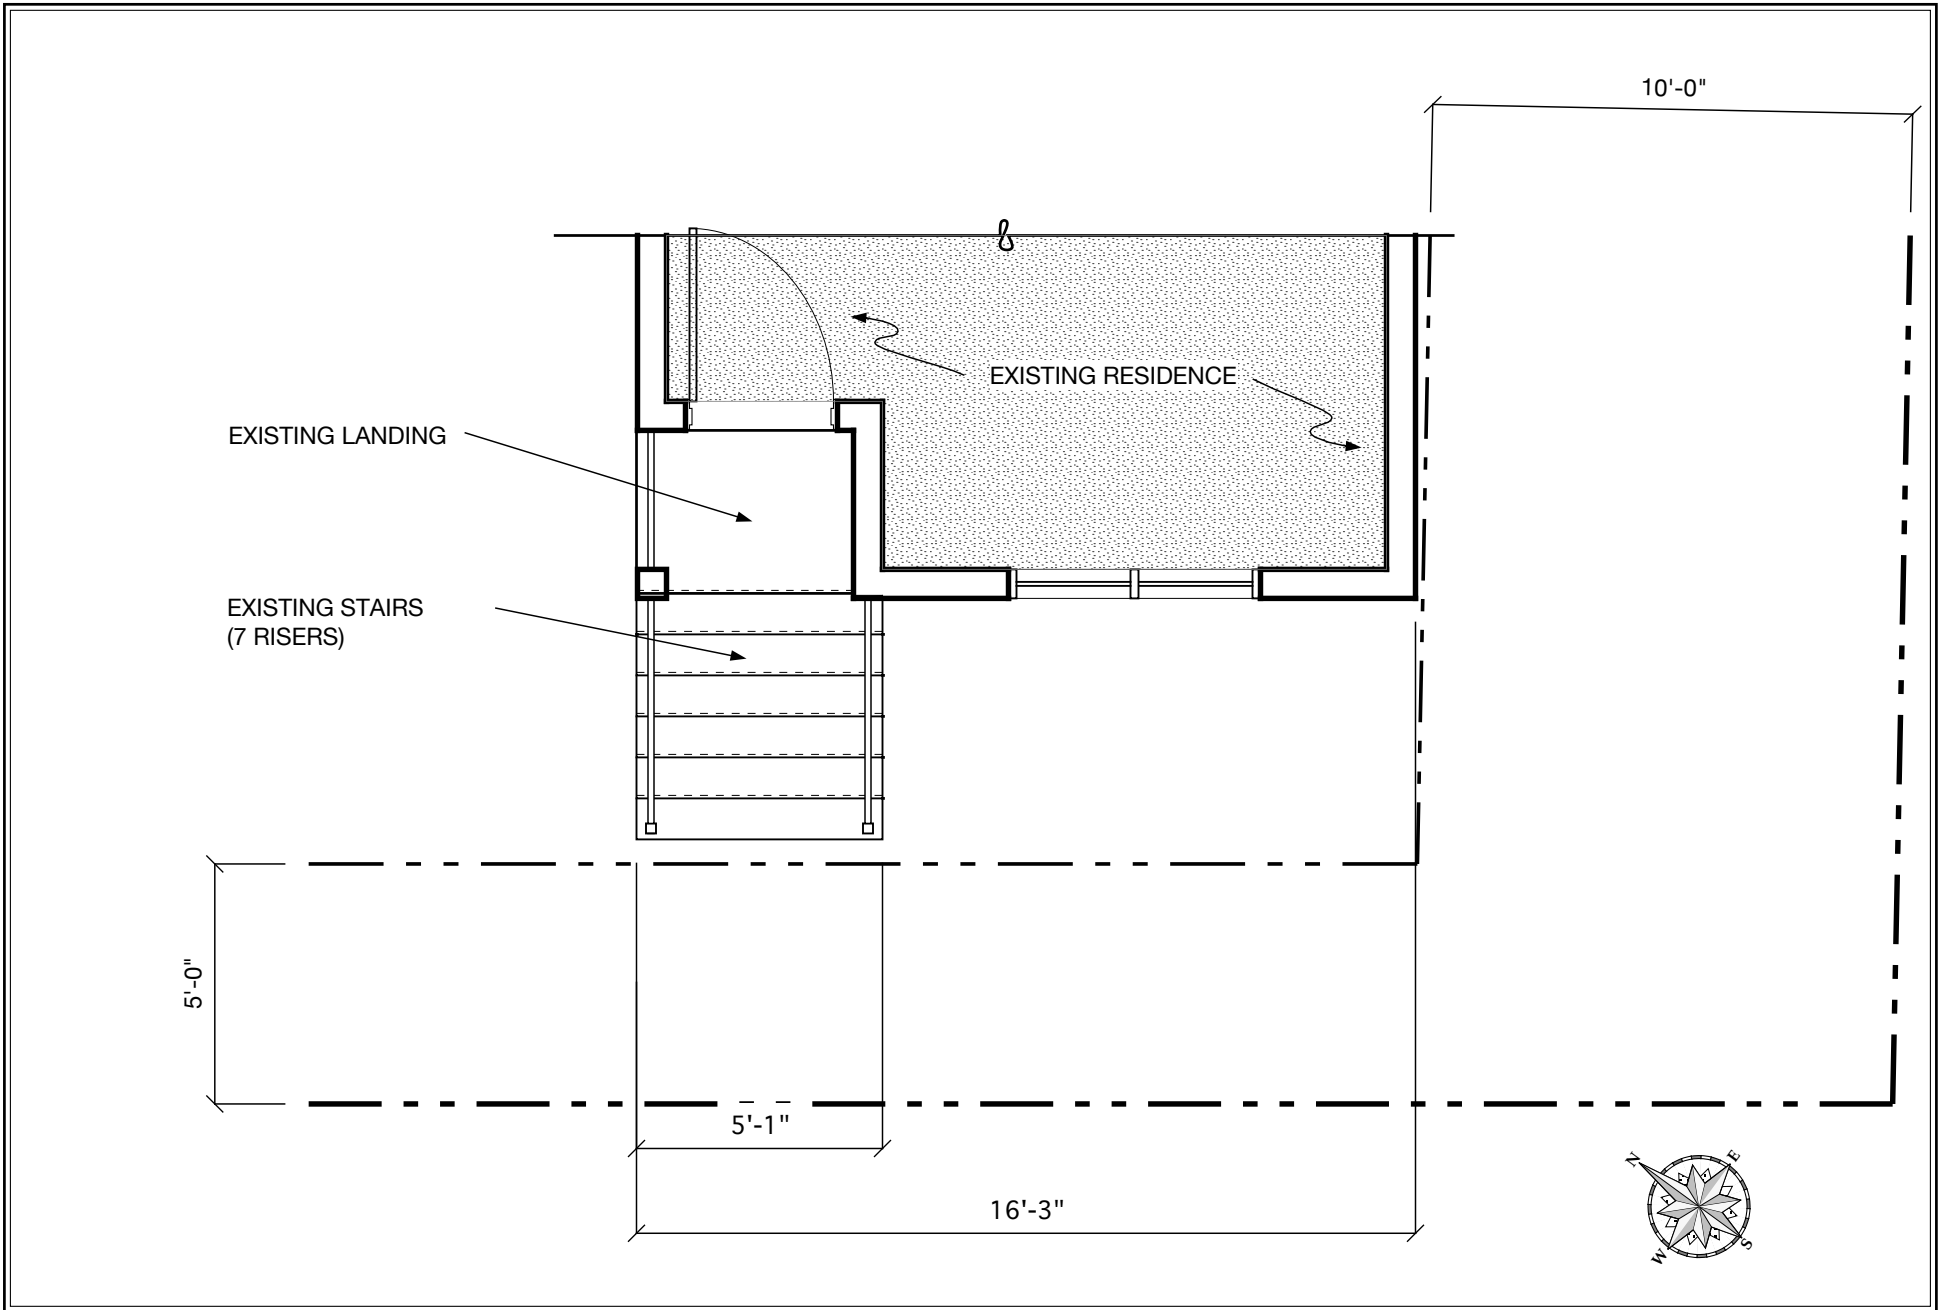 10'-0"
EXISTING RESIDENCE
EXISTING LANDING
EXISTING STAIRS
(7 RISERS)
5'-0"
5'-1"
16'-3"
N
E
W
S